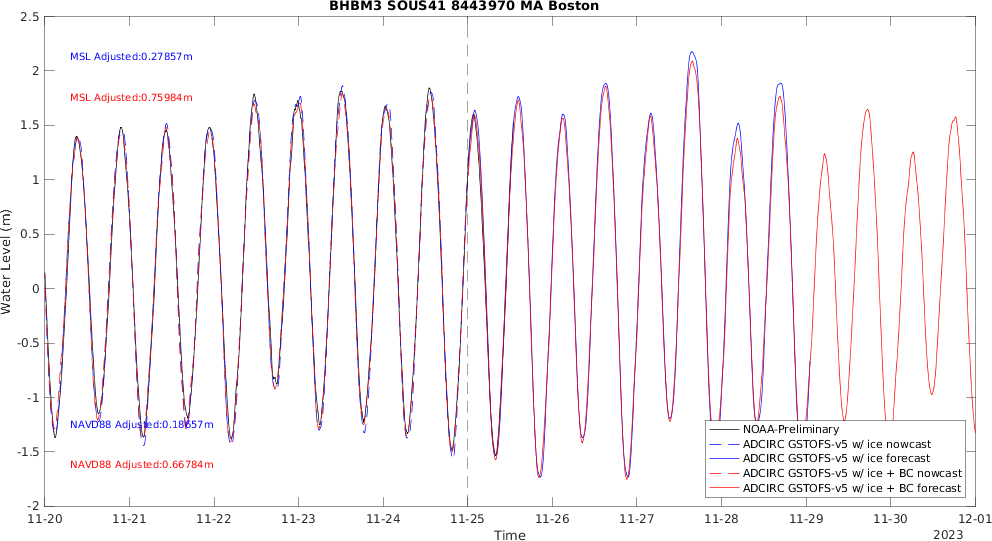 BHBM3 SOUS41 8443970 MA Boston
2.5
2
1.5
1
0.5
0
-0.5
-1
-1.5
-2
Water Level (m)
MSL Adjusted:0.27857m
MSL Adjusted:0.75984m
NAVD88 Adjusted:0.18657m
NAVD88 Adjusted:0.66784m
NOAA-Preliminary
ADCIRC GSTOFS-v5 w/ ice nowcast
ADCIRC GSTOFS-v5 w/ ice forecast
ADCIRC GSTOFS-v5 w/ ice + BC nowcast
ADCIRC GSTOFS-v5 w/ ice + BC forecast
11-20 11-21 11-22 11-23 11-24 11-25 11-26 11-27 11-28 11-29 11-30 12-01
Time
2023